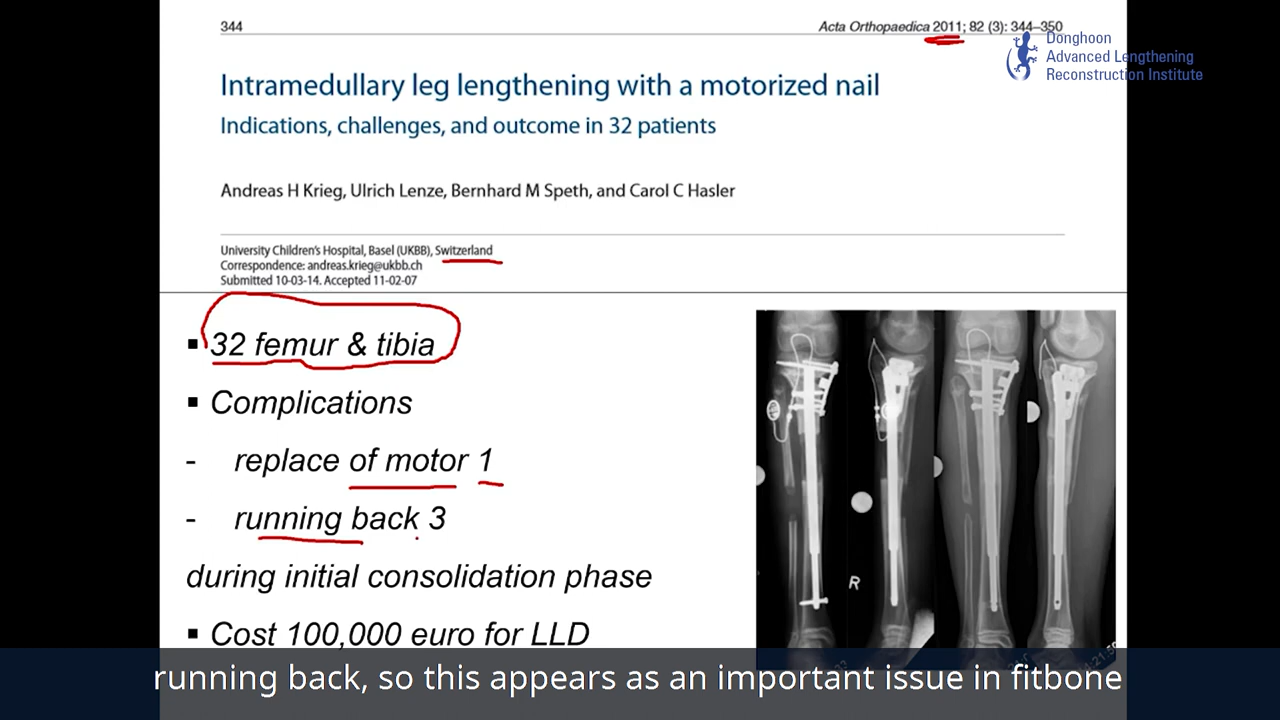 344
Acta Orthopaedica 2011; 82 (3): 344–350
Donghoon
Advanced Lengthening
Reconstruction Institute
Intramedullary leg lengthening with a motorized nail
Indications, challenges, and outcome in 32 patients
Andreas H Krieg, Ulrich Lenze, Bernhard M Speth, and Carol C Hasler
University Children's Hospital, Basel (UKBB), Switzerland
Correspondence: andreas.krieg@ukbb.ch
Submitted 10-03-14. Accepted 11-02-07
▪ 32 femur & tibia
▪ Complications
- replace of motor 1
- running back 3
during initial consolidation phase
▪ Cost 100,000 euro for LLD
R
running back, so this appears as an important issue in fitbone